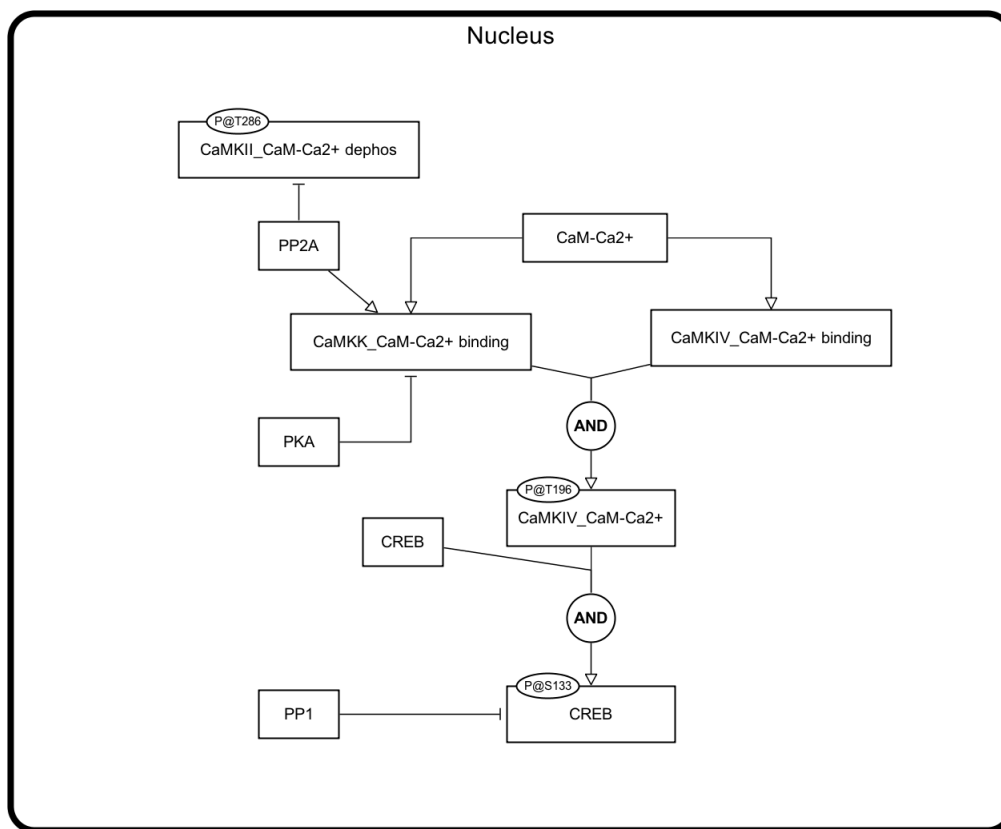 Nucleus
P@T286
CaMKII_CaM-Ca2+ dephos
PP2A
CaM-Ca2+
CaMKK_CaM-Ca2+ binding
CaMKIV_CaM-Ca2+ binding
PKA
AND
P@T196
CaMKIV_CaM-Ca2+
CREB
AND
P@S133
CREB
PP1